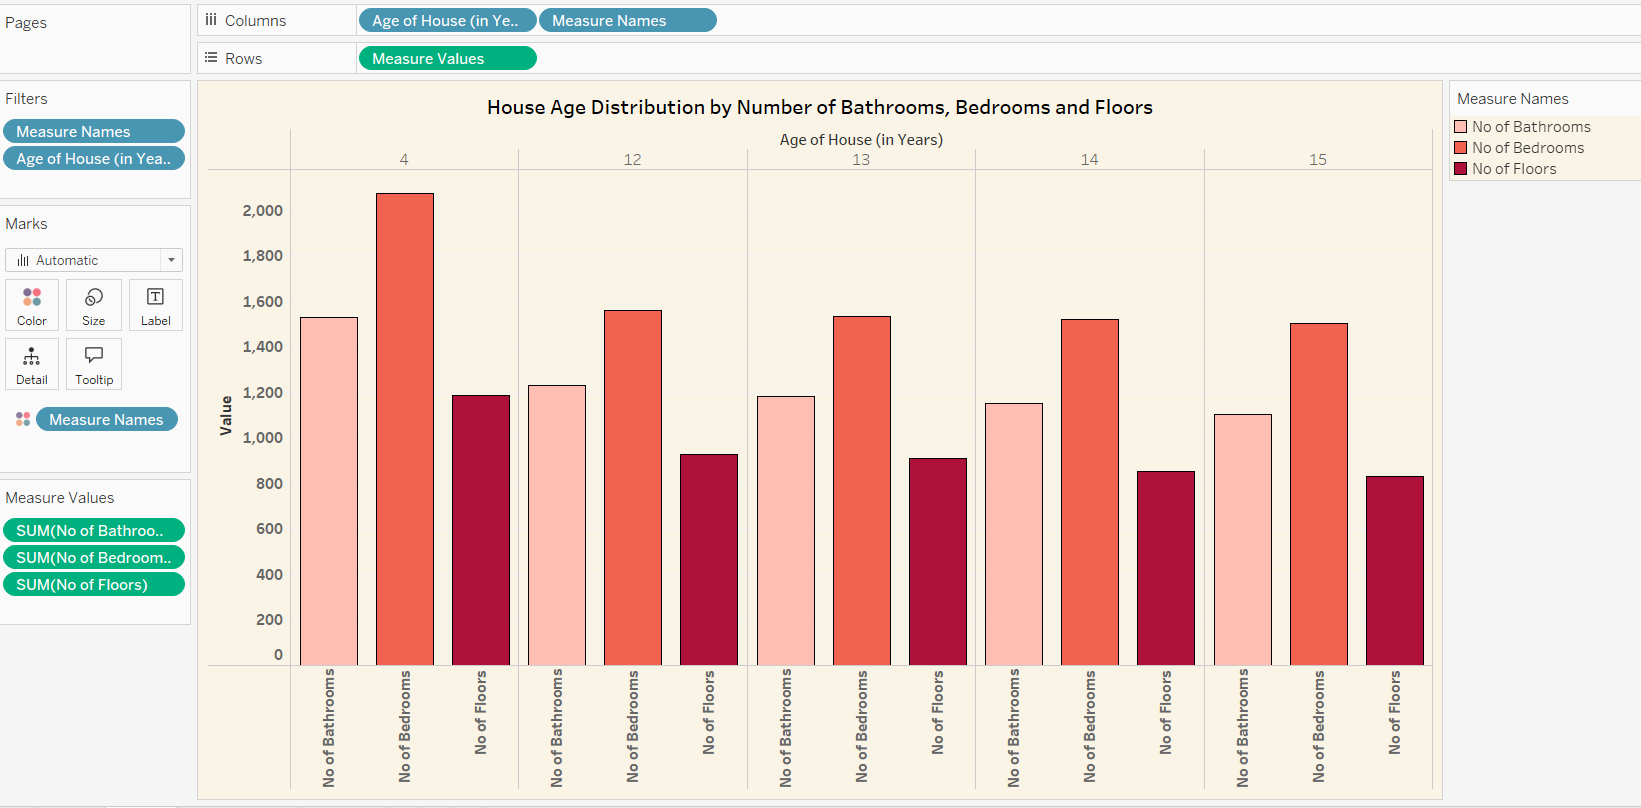 Pages
Columns
Age of House (in Ye..
Measure Names
Rows
Measure Values
Filters
Measure Names
Age of House (in Yea..
Marks
Automatic
Color
Size
Label
Detail
Tooltip
Measure Names
Measure Values
SUM(No of Bathroo..
SUM(No of Bedroom..
SUM(No of Floors)
House Age Distribution by Number of Bathrooms, Bedrooms and Floors
Age of House (in Years)
4
12
13
14
15
Value
2,000
1,800
1,600
1,400
1,200
1,000
800
600
400
200
0
No of Bathrooms
No of Bedrooms
No of Floors
No of Bathrooms
No of Bedrooms
No of Floors
No of Bathrooms
No of Bedrooms
No of Floors
No of Bathrooms
No of Bedrooms
No of Floors
No of Bathrooms
No of Bedrooms
No of Floors
Measure Names
No of Bathrooms
No of Bedrooms
No of Floors